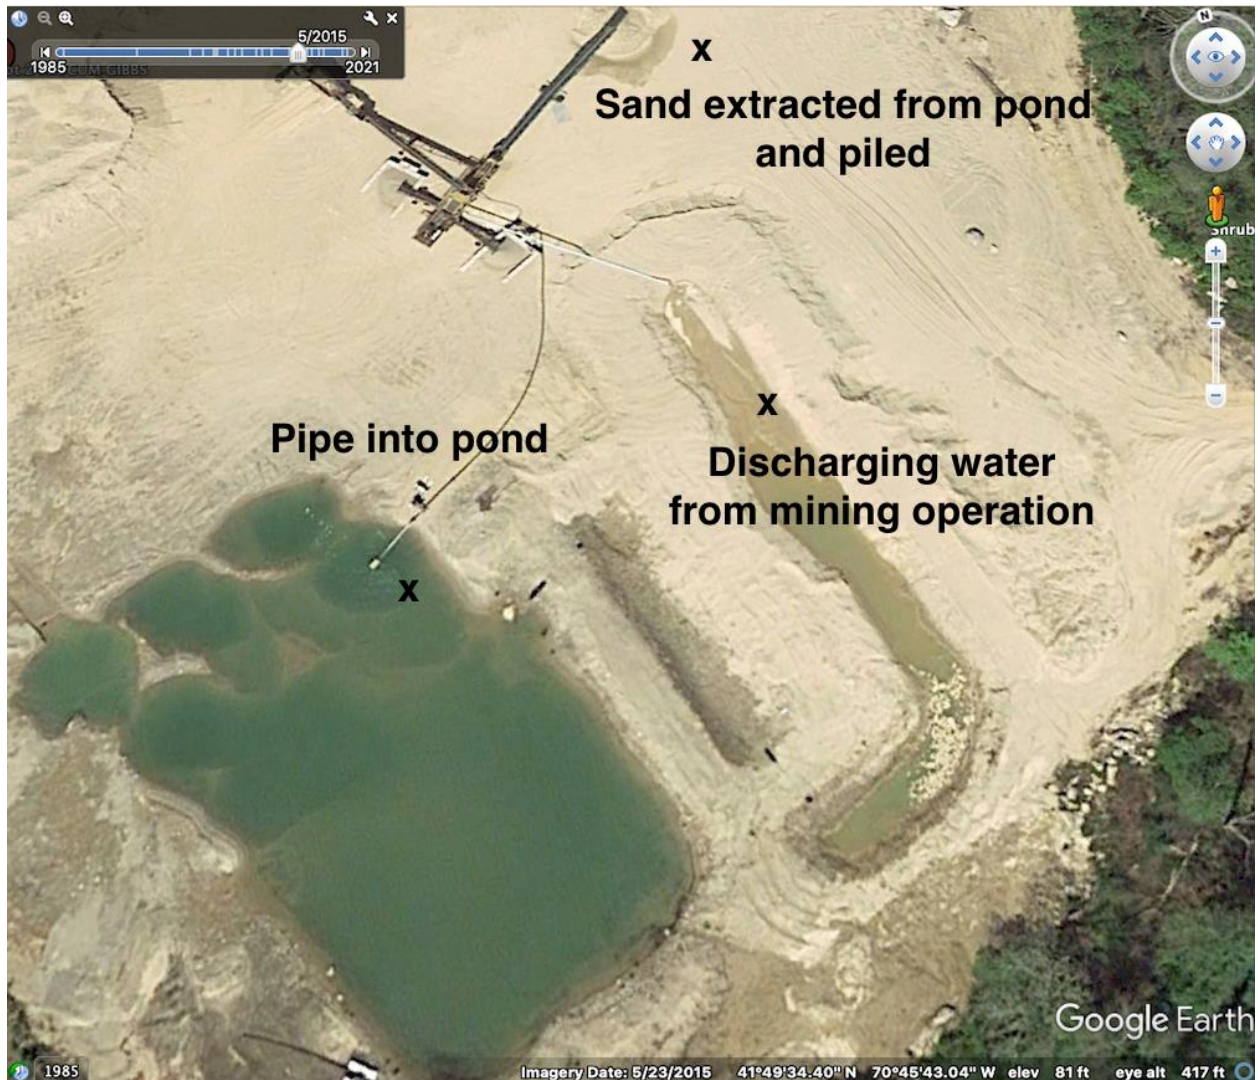 5/2015
1985 2021
N
x
Sand extracted from pond
and piled
Shrub
x
Pipe into pond
Discharging water
from mining operation
x
Google Earth
1985
Imagery Date: 5/23/2015 41°49'34.40" N 70°45'43.04" W elev 81 ft eye alt 417 ft